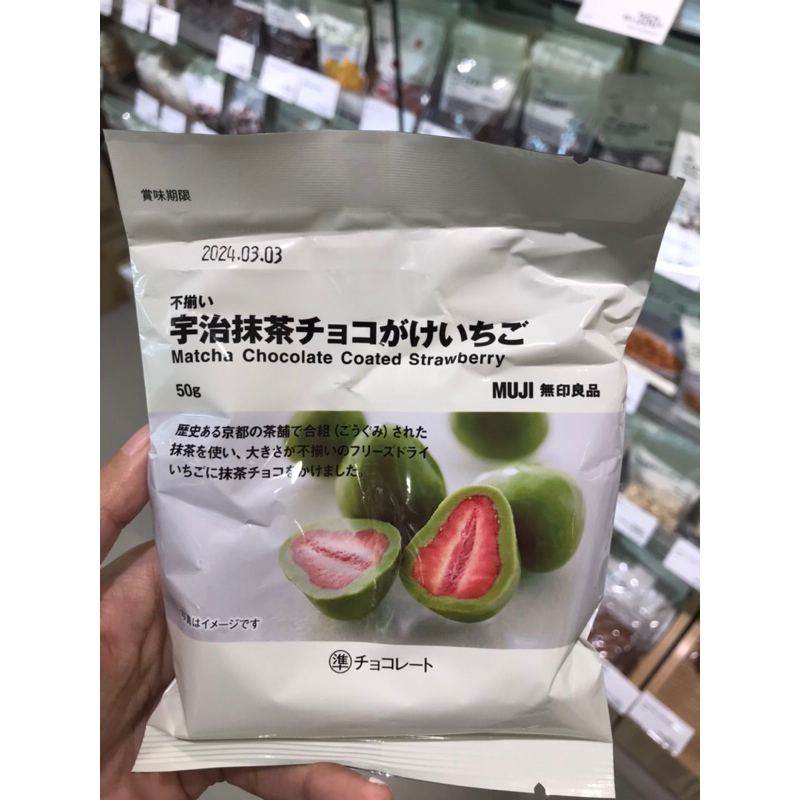 賞味期限
2024.03.03
不揃い
宇治抹茶チョコがけいちご
Matcha Chocolate Coated Strawberry
50g
MUJI 無印良品
歴史ある京都の茶舗で合組（ごうぐみ）された
抹茶を使い、大きさが不揃いのフリーズドライ
いちごに抹茶チョコをかけました。
写真はイメージです
準 チョコレート